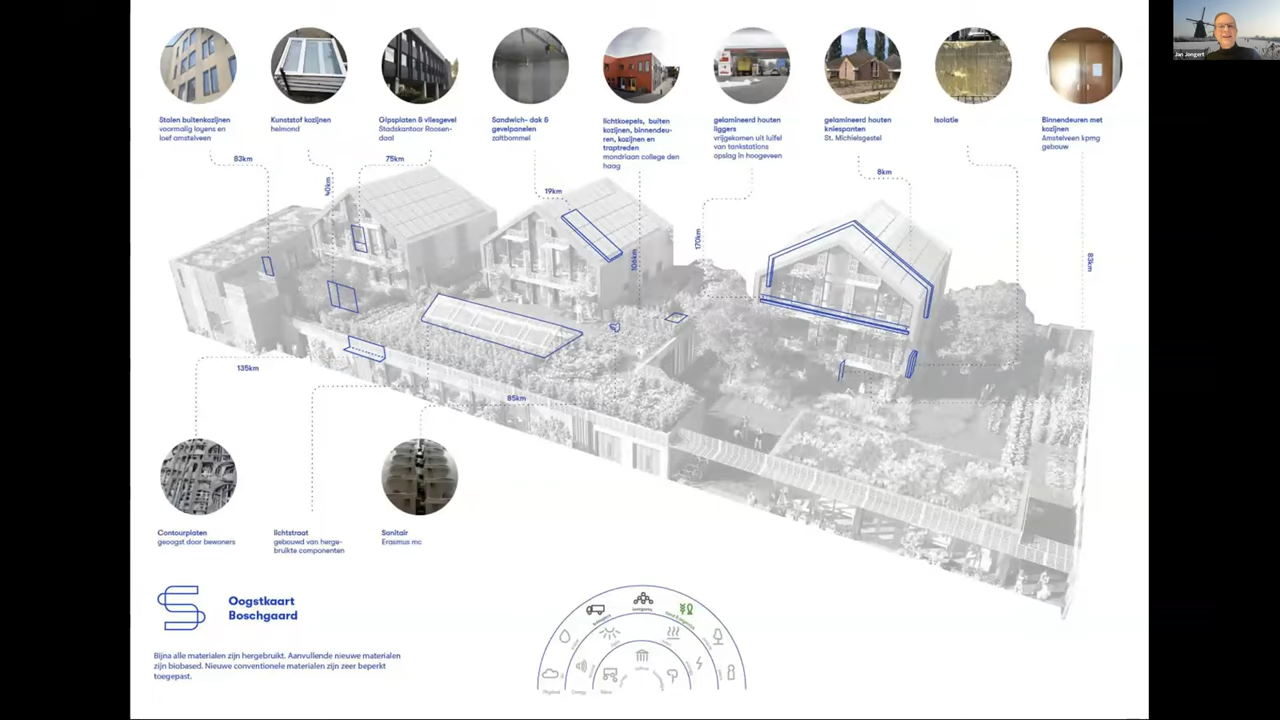 Jan Jongert
Stalen buitenkozijnen
voormalig loyens en
loef amstelveen
Kunststof kozijnen
helmond
Gipsplaten & vliesgevel
Stadskantoor Roosen-
daal
Sandwich- dak &
gevelpanelen
zaltbommel
lichtkoepels, buiten
kozijnen, binnendeu-
ren, kozijnen en
traptreden
mondriaan college den
haag
gelamineerd houten
liggers
vrijgekomen uit luifel
van tankstations
opslag in hoogeveen
gelamineerd houten
kniespanten
St. Michielsgestel
Isolatie
Binnendeuren met
kozijnen
Amstelveen kpmg
gebouw
83km
40km
75km
19km
106km
170km
8km
83km
135km
85km
Contourplaten
geoogst door bewoners
lichtstraat
gebouwd van herge-
bruikte componenten
Sanitair
Erasmus mc
Oogstkaart
Boschgaard
Bijna alle materialen zijn hergebruikt. Aanvullende nieuwe materialen
zijn biobased. Nieuwe conventionele materialen zijn zeer beperkt
toegepast.
Physical
Energy
Value